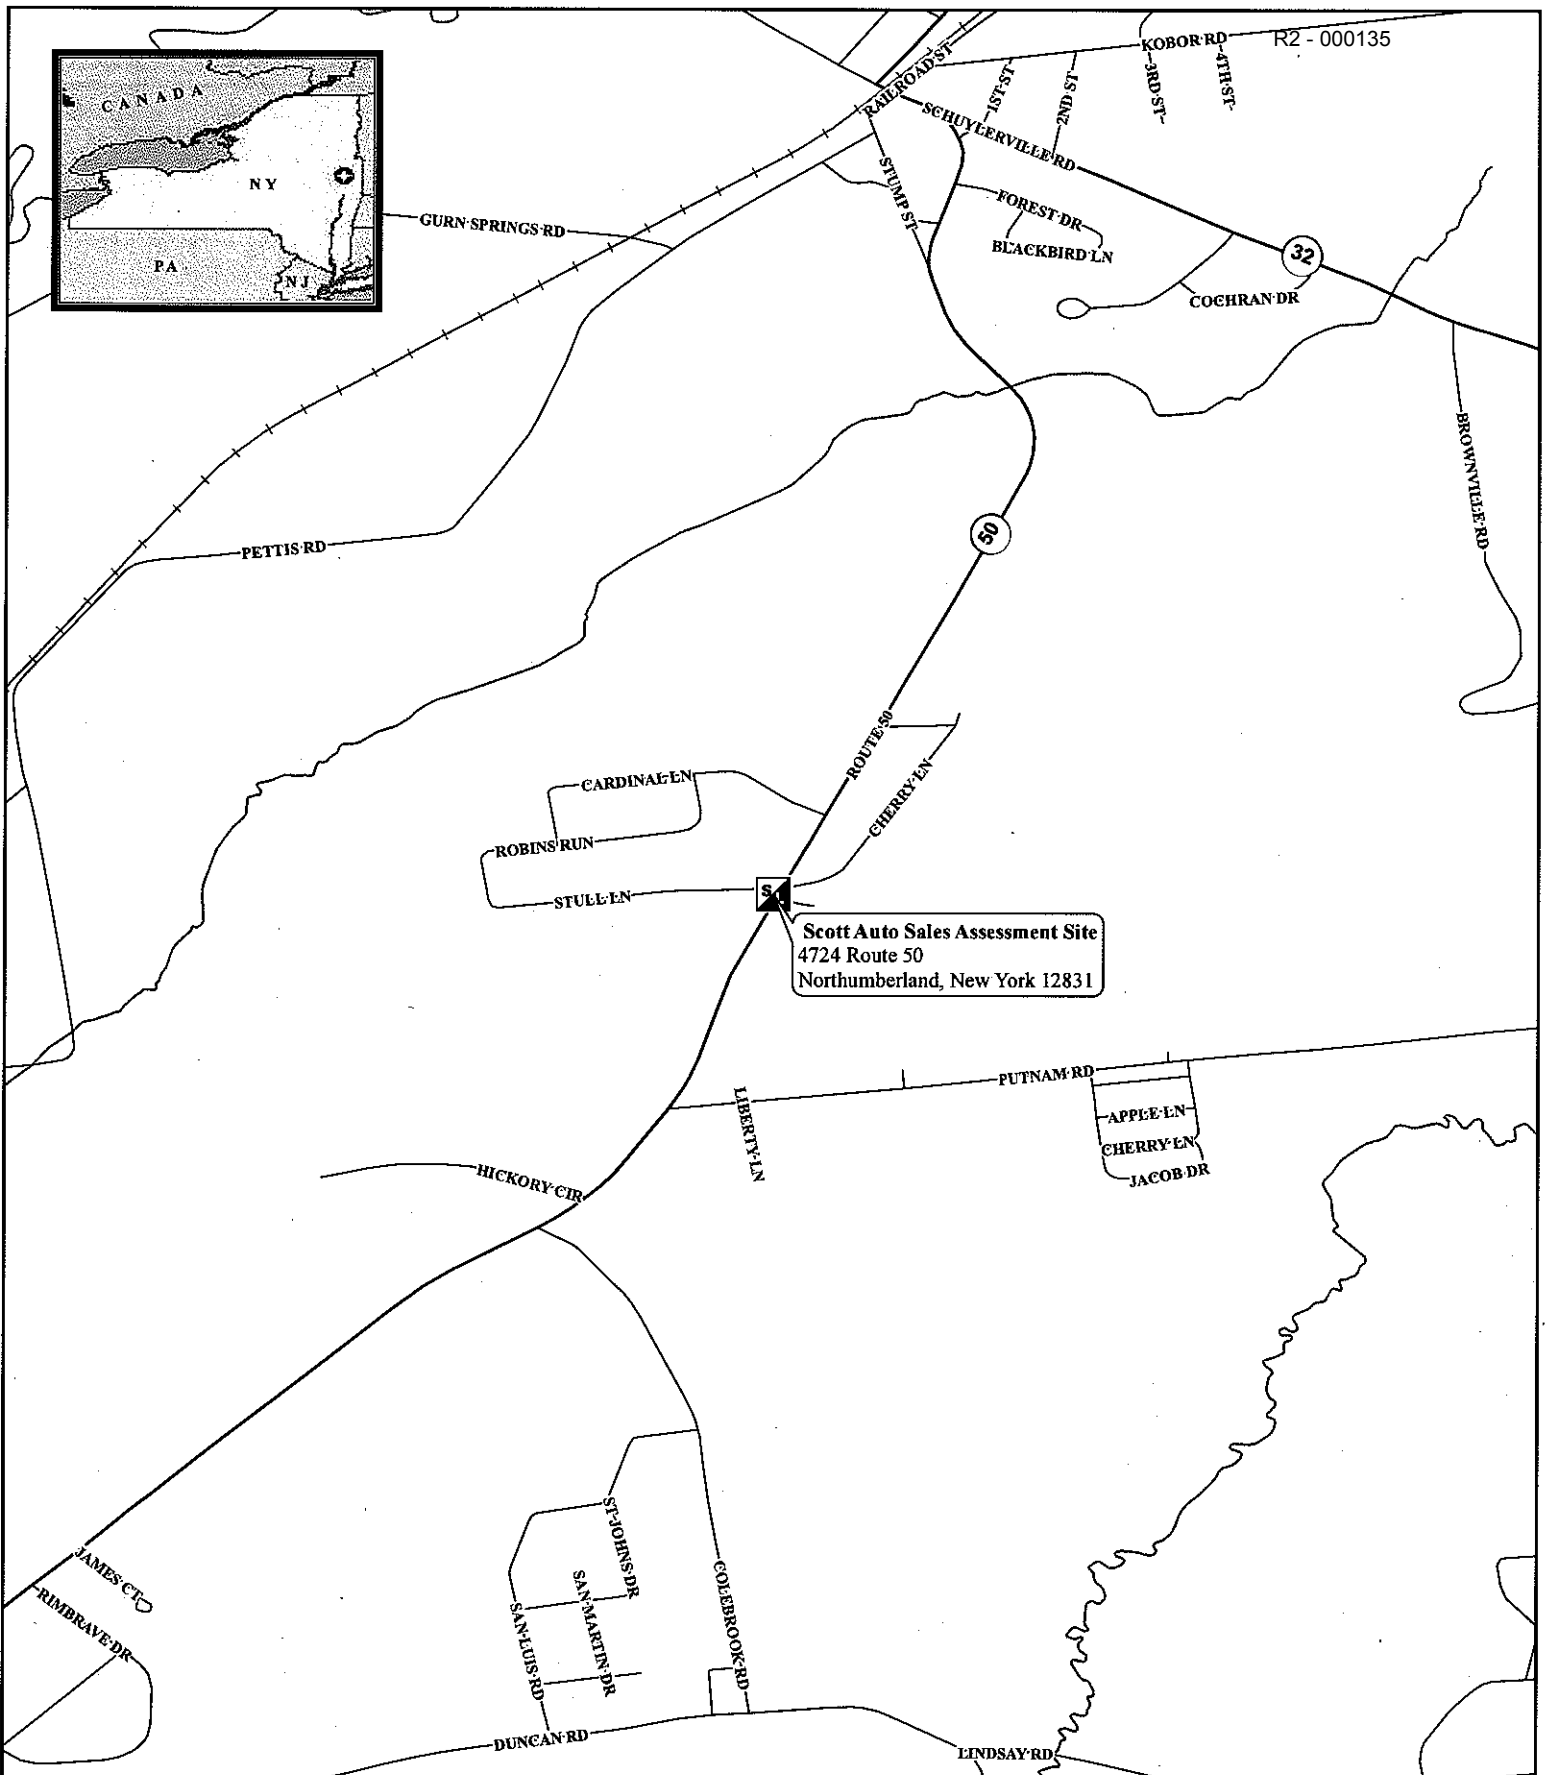 R2 - 000135
CANADA
NY
PA
NJ
KOBOR RD
RAILROAD ST
1ST ST
2ND ST
3RD ST
4TH ST
SCHUYLERVILLE RD
STUMP ST
FOREST DR
BLACKBIRD LN
32
COCHRAN DR
GURN SPRINGS RD
BROWNVILLE RD
50
PETTIS RD
ROUTE 50
CARDINAL LN
CHERRY LN
ROBINS RUN
STULL LN
Scott Auto Sales Assessment Site
4724 Route 50
Northumberland, New York 12831
PUTNAM RD
LIBERTY LN
APPLE LN
CHERRY LN
JACOB DR
HICKORY CIR
ST JOHNS DR
JAMES CT
RIMBRAVE DR
SAN MARTIN DR
SAN LUIS RD
COLEBROOK RD
DUNCAN RD
LINDSAY RD